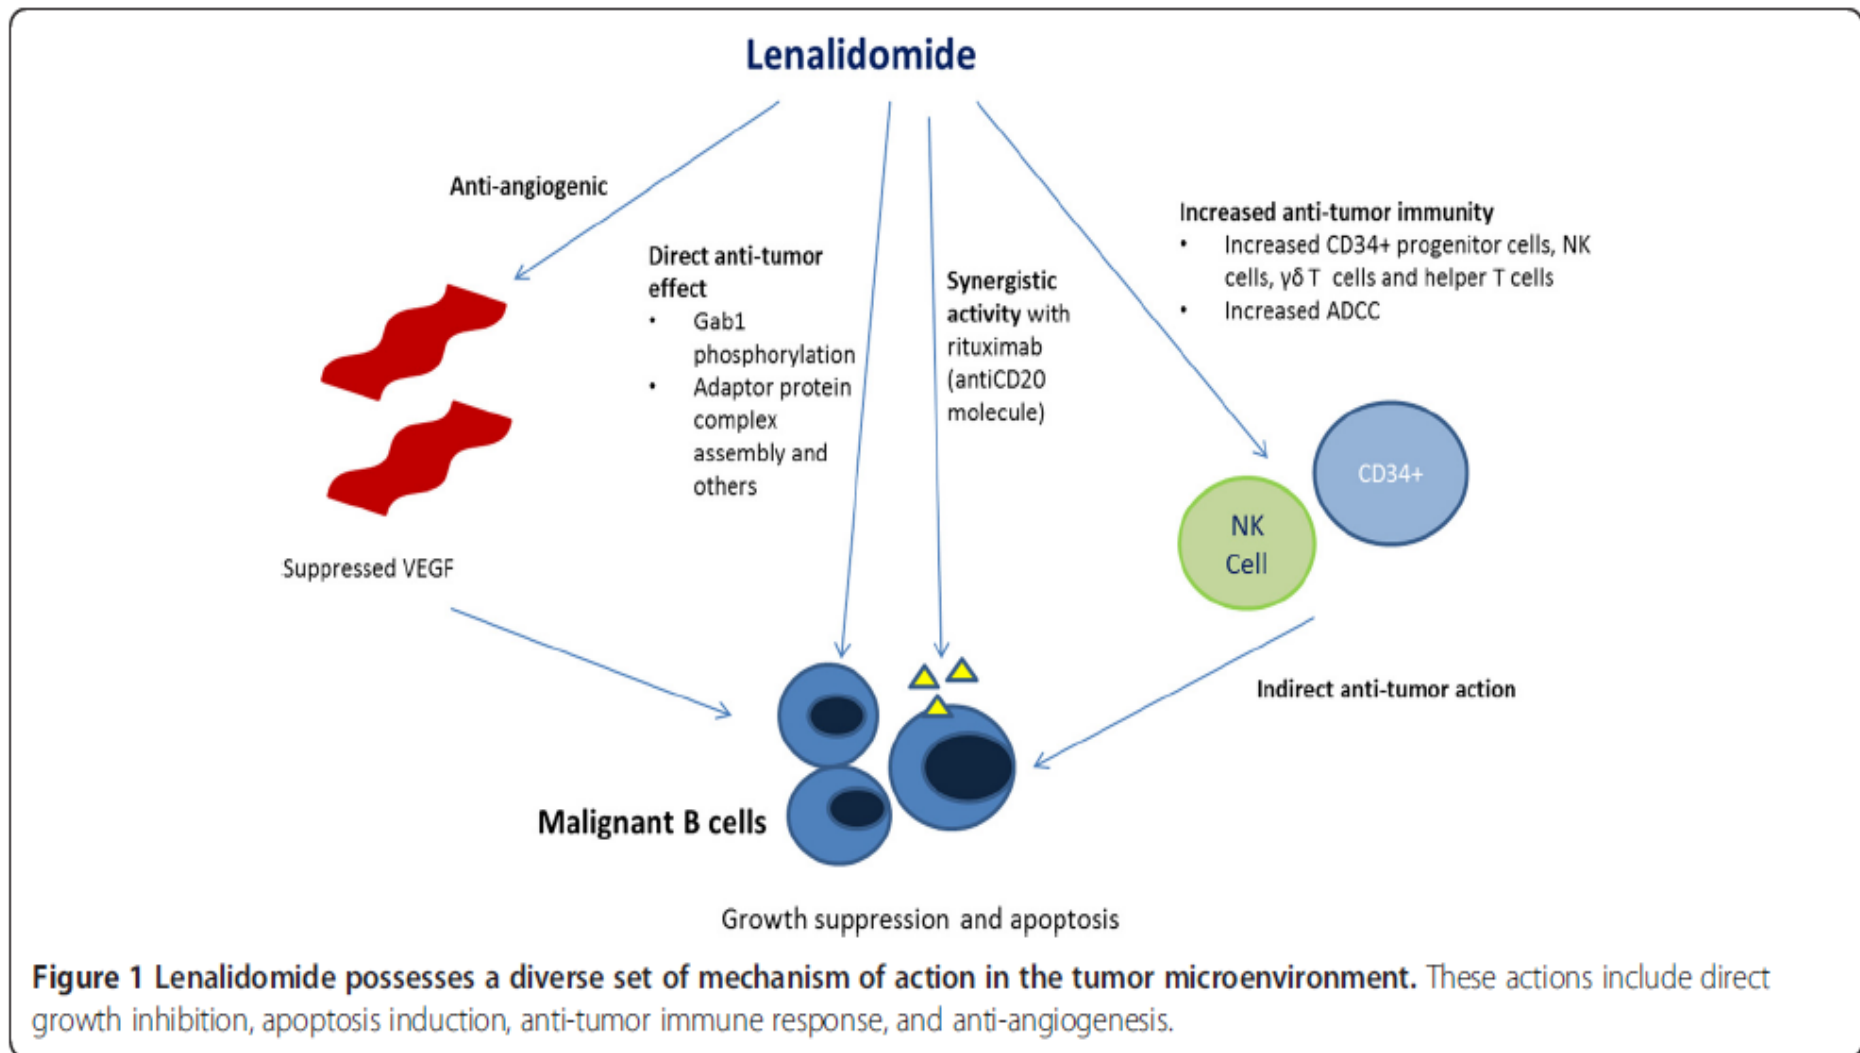 Lenalidomide
Anti-angiogenic
Suppressed VEGF
Direct anti-tumor
effect
• Gab1
phosphorylation
• Adaptor protein
complex
assembly and
others
Synergistic
activity with
rituximab
(antiCD20
molecule)
Increased anti-tumor immunity
• Increased CD34+ progenitor cells, NK
cells, γδ T cells and helper T cells
• Increased ADCC
CD34+
NK
Cell
Indirect anti-tumor action
Malignant B cells
Growth suppression and apoptosis
Figure 1 Lenalidomide possesses a diverse set of mechanism of action in the tumor microenvironment. These actions include direct
growth inhibition, apoptosis induction, anti-tumor immune response, and anti-angiogenesis.